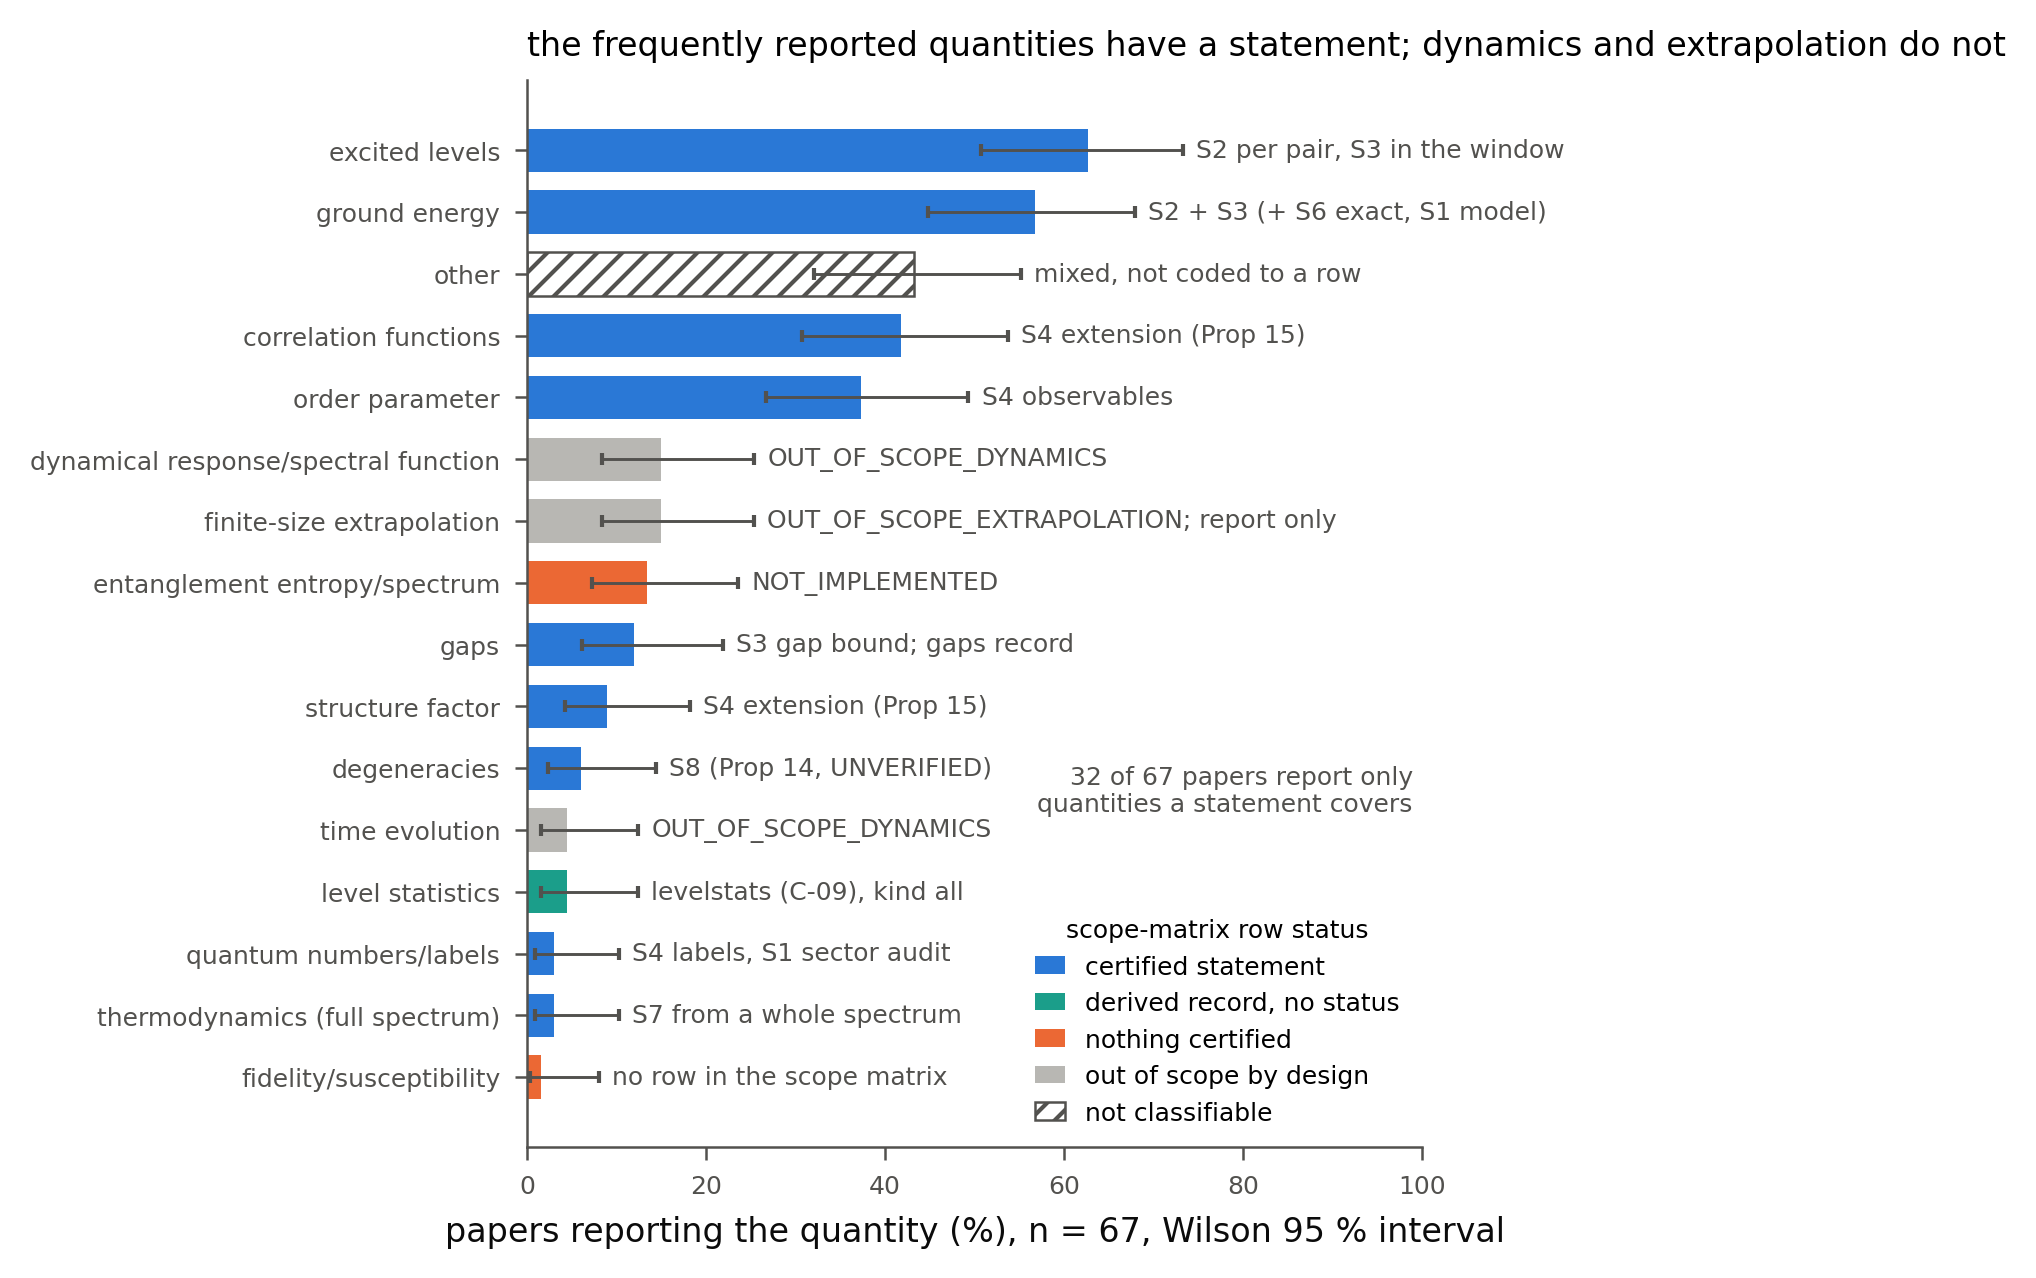 the frequently reported quantities have a statement; dynamics and extrapolation do not
excited levels
S2 per pair, S3 in the window
ground energy
S2 + S3 (+ S6 exact, S1 model)
other
mixed, not coded to a row
correlation functions
S4 extension (Prop 15)
order parameter
S4 observables
dynamical response/spectral function
OUT_OF_SCOPE_DYNAMICS
finite-size extrapolation
OUT_OF_SCOPE_EXTRAPOLATION; report only
entanglement entropy/spectrum
NOT_IMPLEMENTED
gaps
S3 gap bound; gaps record
structure factor
S4 extension (Prop 15)
degeneracies
S8 (Prop 14, UNVERIFIED)
32 of 67 papers report only
quantities a statement covers
time evolution
OUT_OF_SCOPE_DYNAMICS
level statistics
levelstats (C-09), kind all
quantum numbers/labels
S4 labels, S1 sector audit
thermodynamics (full spectrum)
S7 from a whole spectrum
fidelity/susceptibility
no row in the scope matrix
scope-matrix row status
certified statement
derived record, no status
nothing certified
out of scope by design
not classifiable
0 20 40 60 80 100
papers reporting the quantity (%), n = 67, Wilson 95 % interval